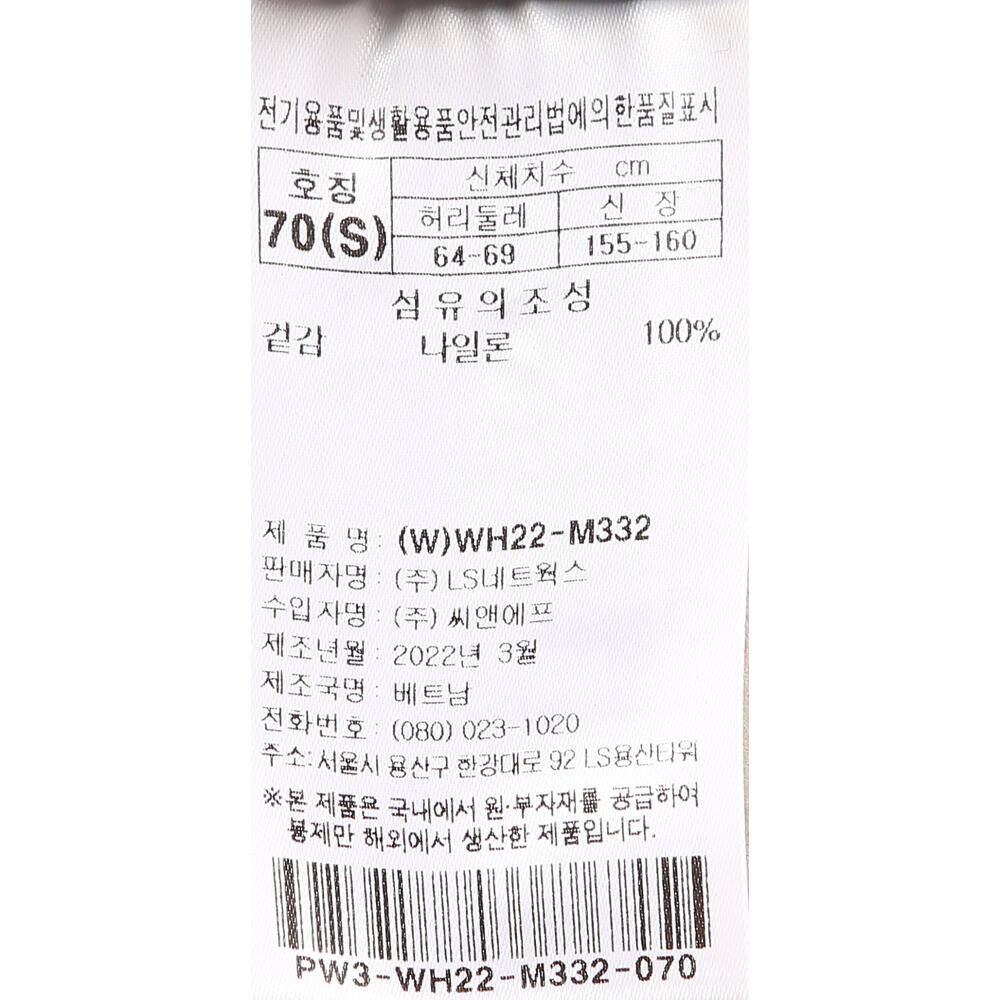 전기용품및생활용품안전관리법에의한품질표시
호칭 신체치수 cm
70(S) 허리둘레 신 장
64-69 155-160
섬유의조성
겉감 나일론 100%
제 품 명: (W)WH22-M332
판매자명: (주)LS네트웍스
수입자명: (주)씨앤에프
제조년월: 2022년 3월
제조국명: 베트남
전화번호: (080) 023-1020
주소:서울시 용산구 한강대로 92 LS용산타워
※본 제품은 국내에서 원·부자재를 공급하여
봉제만 해외에서 생산한 제품입니다.
PW3-WH22-M332-070